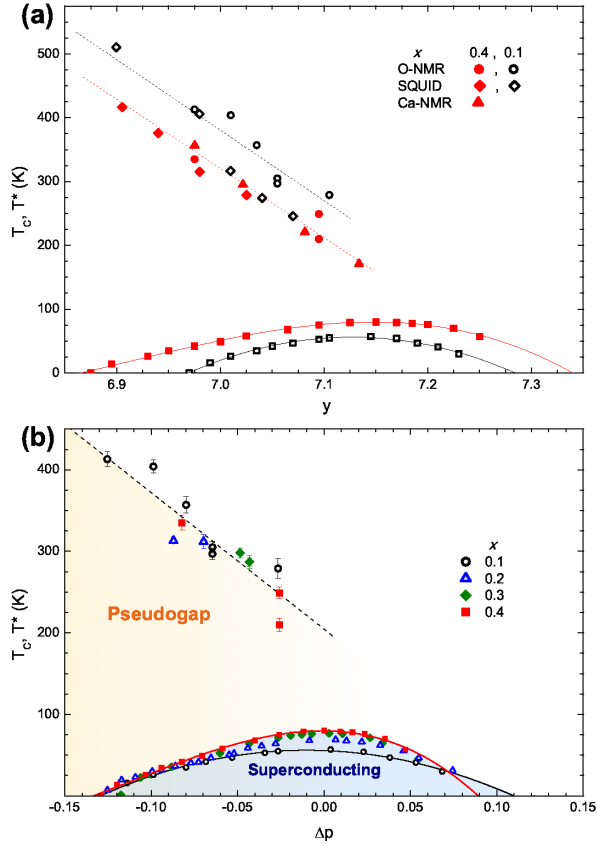 (a)
500
400
300
200
100
0
T_C, T* (K)
x 0.4 , 0.1
O-NMR ,
SQUID ,
Ca-NMR
6.9 7.0 7.1 7.2 7.3
y
(b)
400
300
200
100
T_C, T* (K)
x
0.1
0.2
0.3
0.4
Pseudogap
Superconducting
-0.15 -0.10 -0.05 0.00 0.05 0.10 0.15
Δp